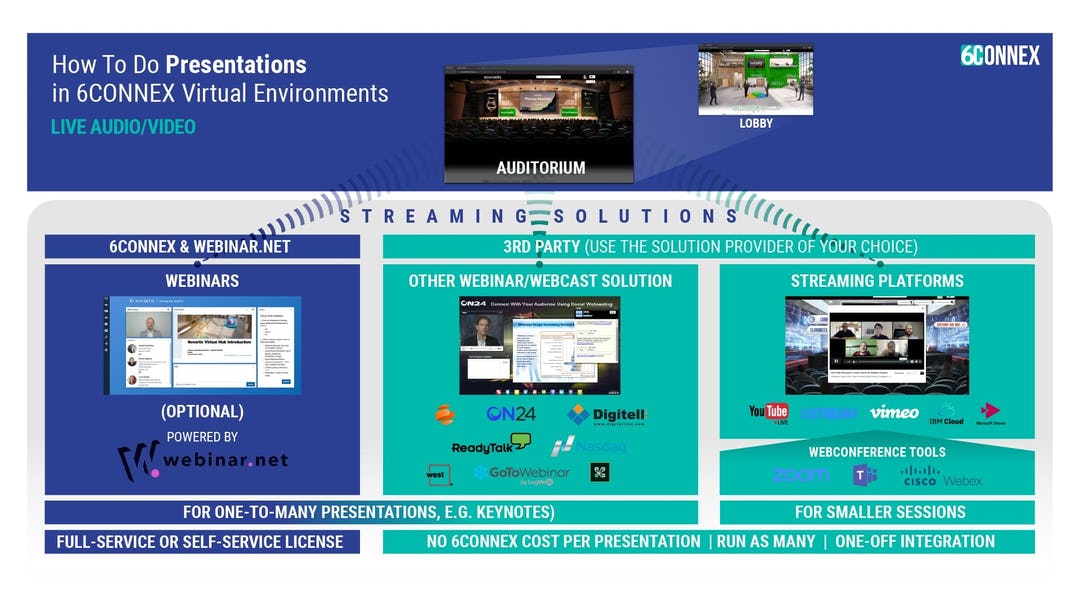 How To Do Presentations
in 6CONNEX Virtual Environments
LIVE AUDIO/VIDEO
6CONNEX
AUDITORIUM
LOBBY
STREAMING SOLUTIONS
6CONNEX & WEBINAR.NET
3RD PARTY (USE THE SOLUTION PROVIDER OF YOUR CHOICE)
WEBINARS
Novartis Virtual Hub Introduction
(OPTIONAL)
POWERED BY
webinar.net
OTHER WEBINAR/WEBCAST SOLUTION
ON24 Connect With Your Audience Using Social Webcasting
ON24
Digitell
www.digitellinc.com
ReadyTalk
Nasdaq
west
GoToWebinar
by LogMeIn
STREAMING PLATFORMS
YouTube
LIVE
vimeo
IBM Cloud
Microsoft Stream
WEBCONFERENCE TOOLS
zoom
T
CISCO Webex
FOR ONE-TO-MANY PRESENTATIONS, E.G. KEYNOTES)
FOR SMALLER SESSIONS
FULL-SERVICE OR SELF-SERVICE LICENSE
NO 6CONNEX COST PER PRESENTATION | RUN AS MANY | ONE-OFF INTEGRATION